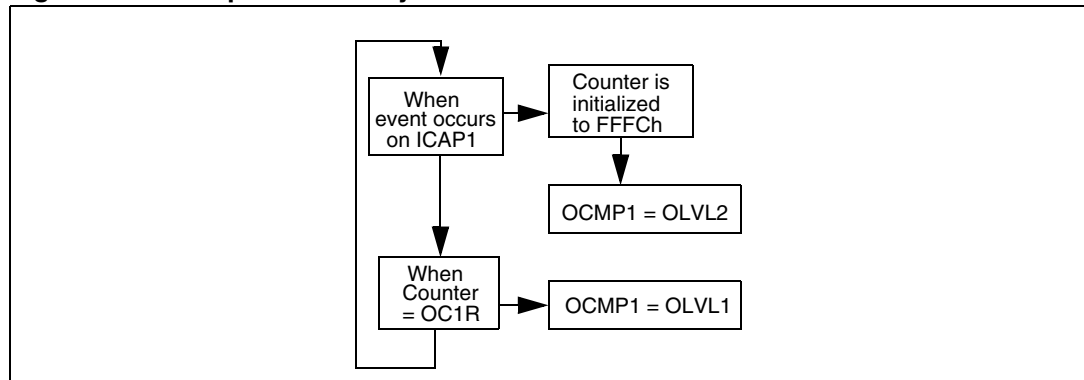 When
event occurs
on ICAP1
Counter is
initialized
to FFFCh
OCMP1 = OLVL2
When
Counter
= OC1R
OCMP1 = OLVL1